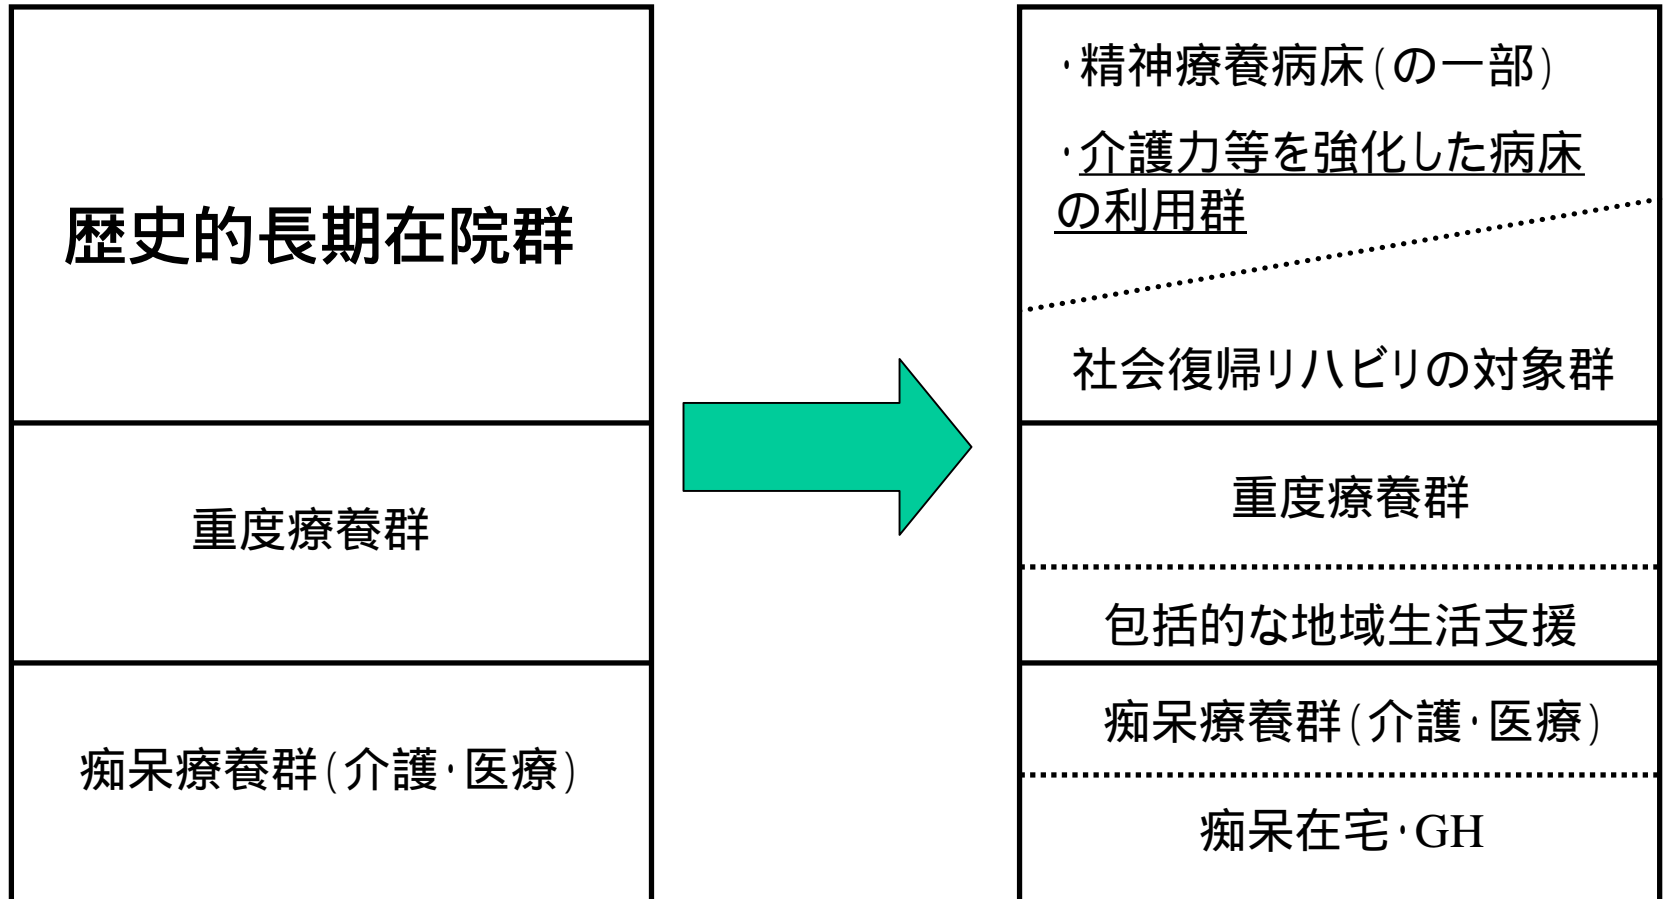 歴史的長期在院群
重度療養群
痴呆療養群(介護・医療)
・精神療養病床(の一部)
・介護力等を強化した病床
の利用群
社会復帰リハビリの対象群
重度療養群
包括的な地域生活支援
痴呆療養群(介護・医療)
痴呆在宅・GH